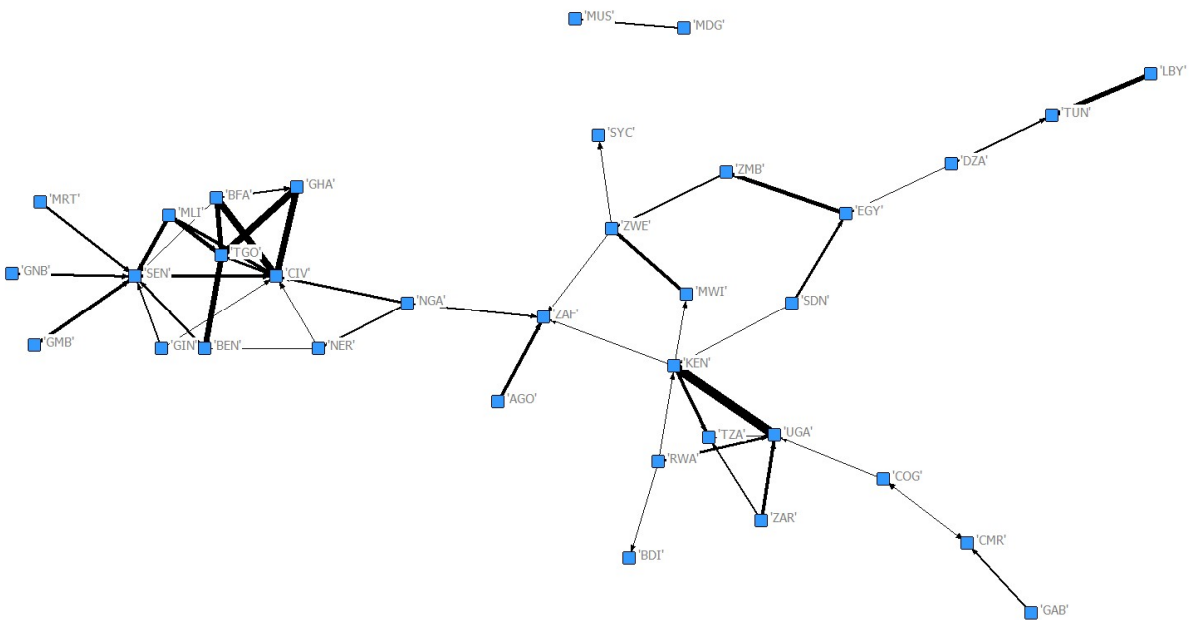 'MUS'
'MDG'
'LBY'
'TUN'
'SYC'
'DZA'
'ZMB'
'GHA'
'BFA'
'MRT'
'MLI'
'EGY'
'ZWE'
'TGO'
'GNB'
'SEN'
'CIV'
'MWI'
'NGA'
'SDN'
'ZAF'
'GMB'
'GIN'
'BEN'
'NER'
'KEN'
'AGO'
'TZA'
'UGA'
'RWA'
'COG'
'ZAR'
'CMR'
'BDI'
'GAB'